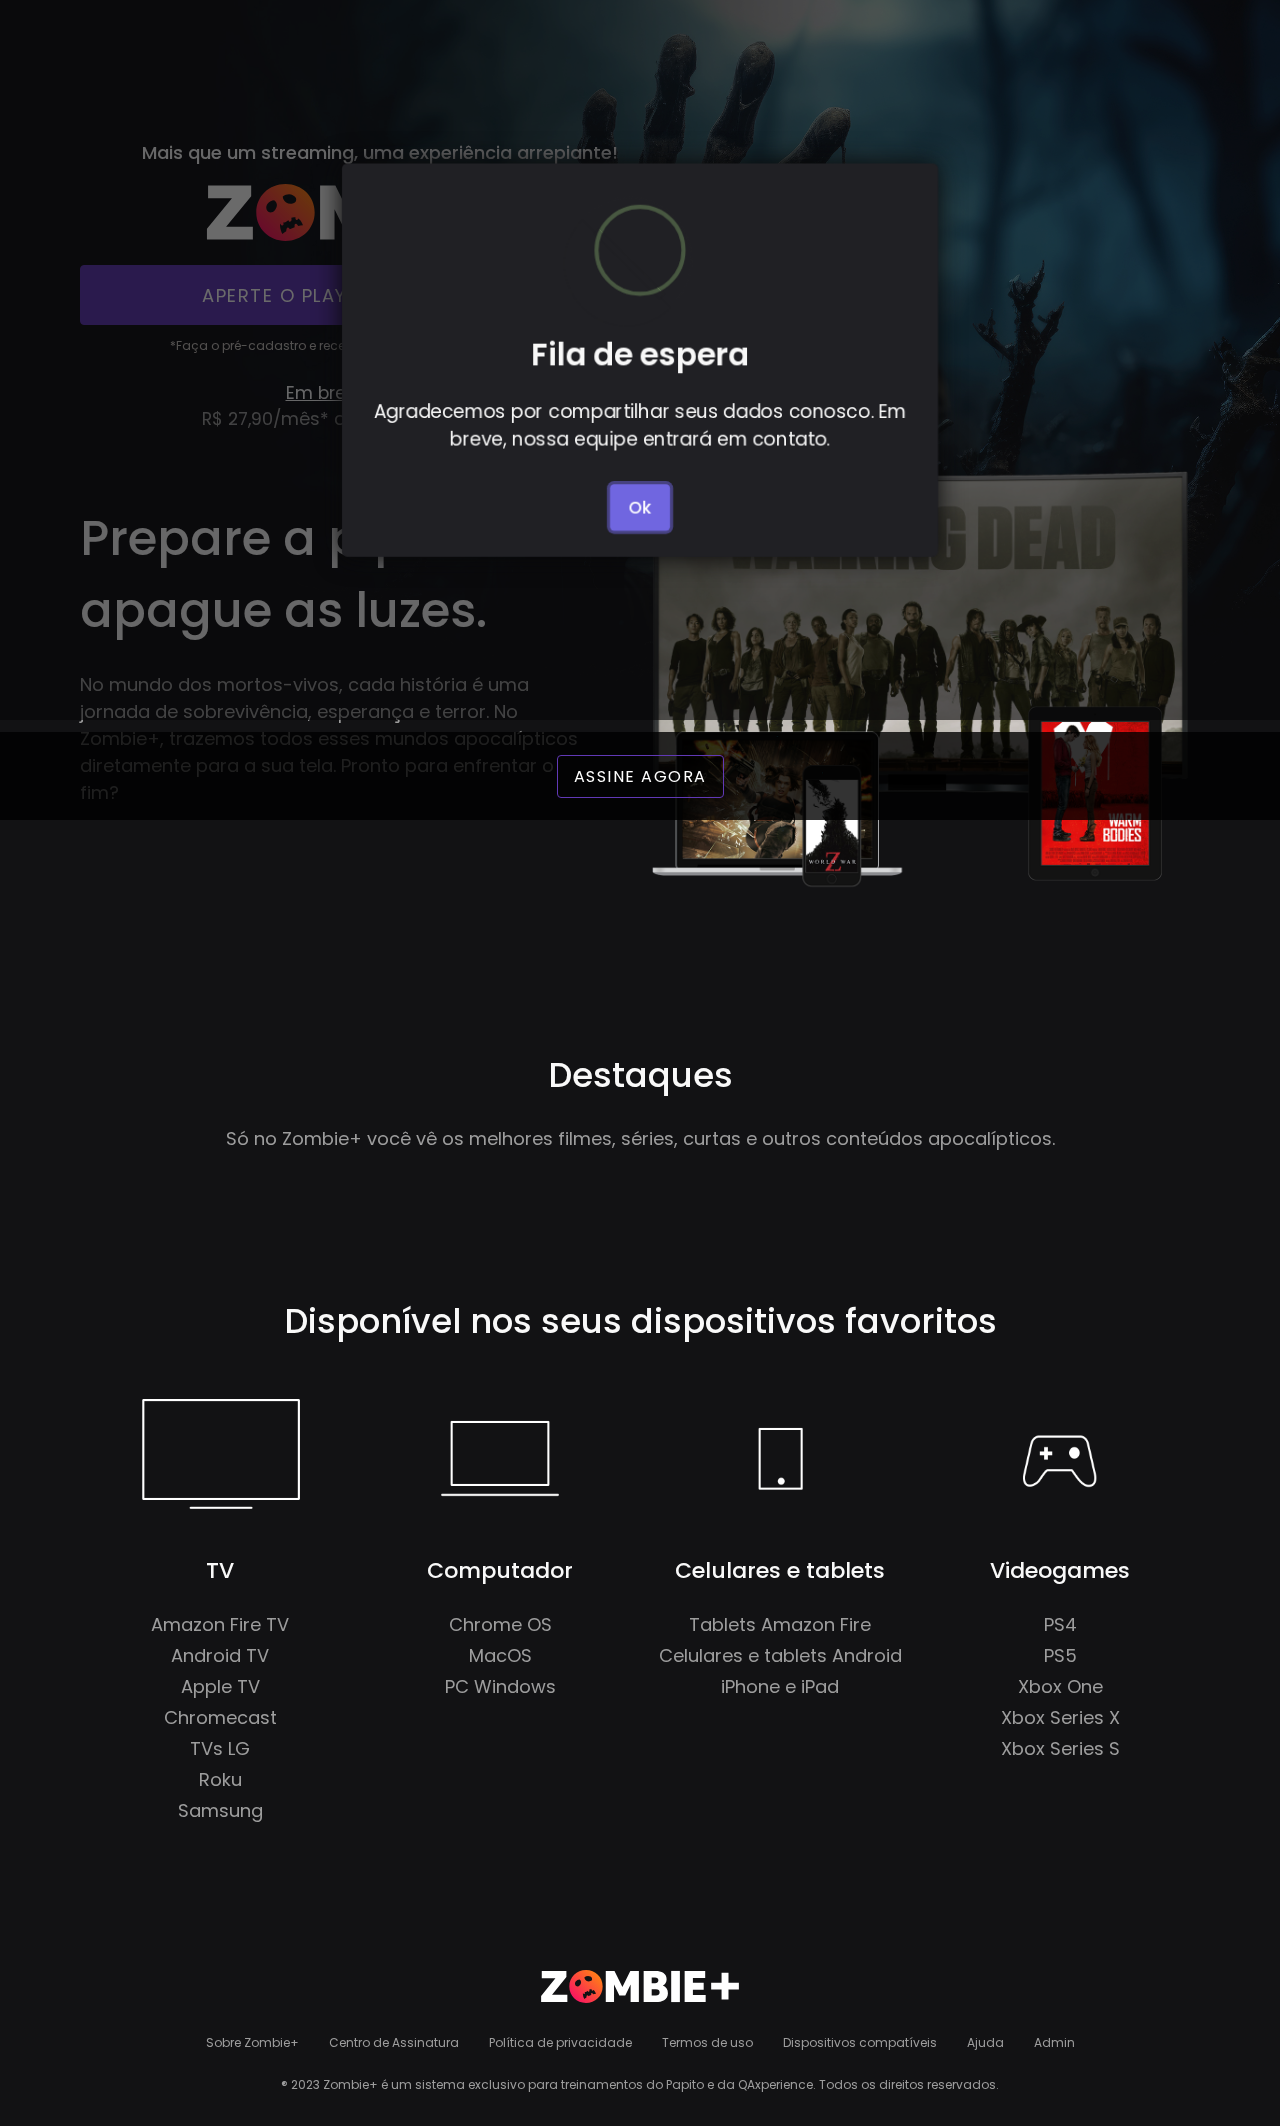 Mais que um streaming, uma experiência arrepiante!
APERTE O PLAY
*Faça o pré-cadastro e
Em
R$ 27,90/mês*
Fila de espera
Agradecemos por compartilhar seus dados conosco. Em
breve, nossa equipe entrará em contato.
Ok
Prepare a
apague as luzes.
WALKING DEAD
No mundo dos mortos-vivos, cada história é uma
jornada de sobrevivência, esperança e terror. No
Zombie+, trazemos todos esses mundos apocalípticos
diretamente para a sua tela. Pronto para enfrentar o
fim?
ASSINE AGORA
WORLD WAR
Z
WARM
BODIES
Destaques
Só no Zombie+ você vê os melhores filmes, séries, curtas e outros conteúdos apocalípticos.
Disponível nos seus dispositivos favoritos
TV
Amazon Fire TV
Android TV
Apple TV
Chromecast
TVs LG
Roku
Samsung
Computador
Chrome OS
MacOS
PC Windows
Celulares e tablets
Tablets Amazon Fire
Celulares e tablets Android
iPhone e iPad
Videogames
PS4
PS5
Xbox One
Xbox Series X
Xbox Series S
ZOMBIE+
Sobre Zombie+ Centro de Assinatura Política de privacidade Termos de uso Dispositivos compatíveis Ajuda Admin
® 2023 Zombie+ é um sistema exclusivo para treinamentos do Papito e da QAxperience. Todos os direitos reservados.